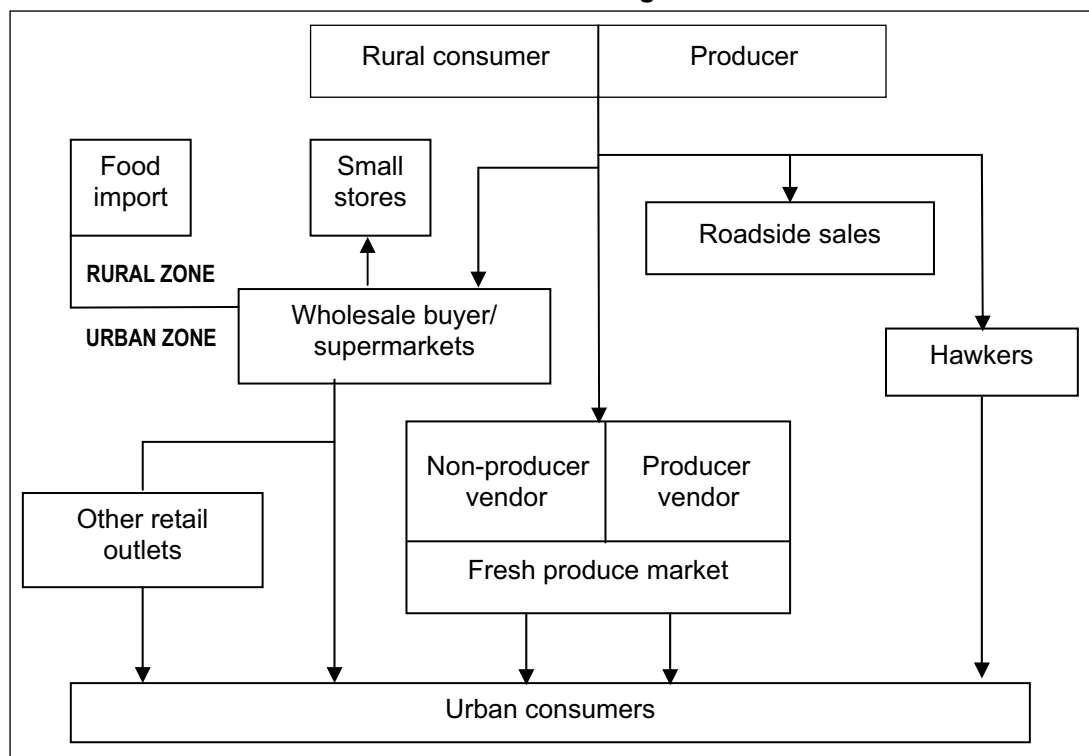 Rural consumer
Producer
Food
import
Small
stores
Roadside sales
RURAL ZONE
URBAN ZONE
Wholesale buyer/
supermarkets
Hawkers
Non-producer
vendor
Producer
vendor
Other retail
outlets
Fresh produce market
Urban consumers